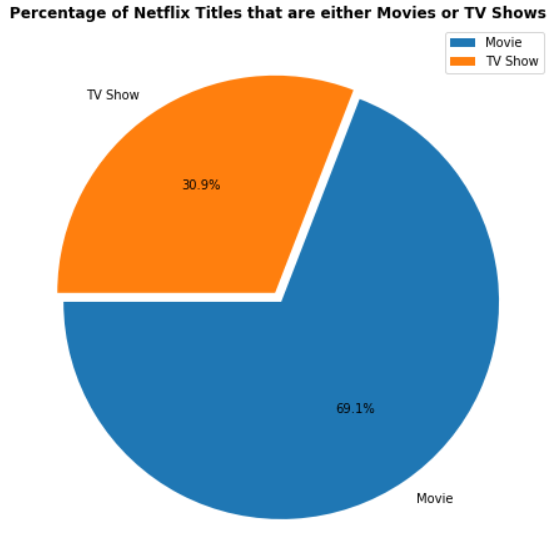 Percentage of Netflix Titles that are either Movies or TV Shows
Movie
TV Show
TV Show
30.9%
69.1%
Movie